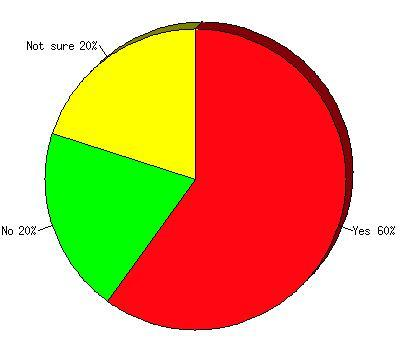 Not sure 20%
No 20%
Yes 60%